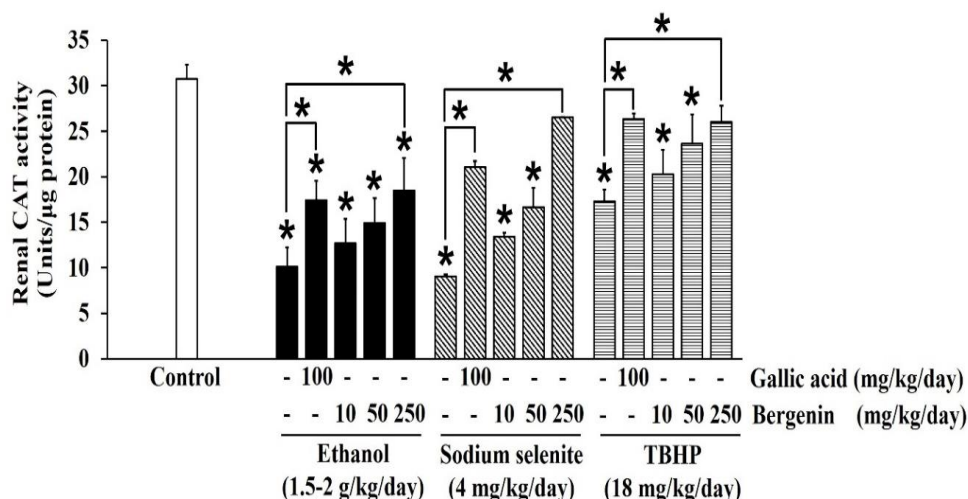 Renal CAT activity
(Units/µg protein)
35
30
25
20
15
10
5
0
* * * * * * *
* * * * * *
* * * * *
Control
- 100 - - - - 100 - - - - 100 - - - Gallic acid (mg/kg/day)
- - 10 50 250 - - 10 50 250 - - 10 50 250 Bergenin (mg/kg/day)
Ethanol Sodium selenite TBHP
(1.5-2 g/kg/day) (4 mg/kg/day) (18 mg/kg/day)